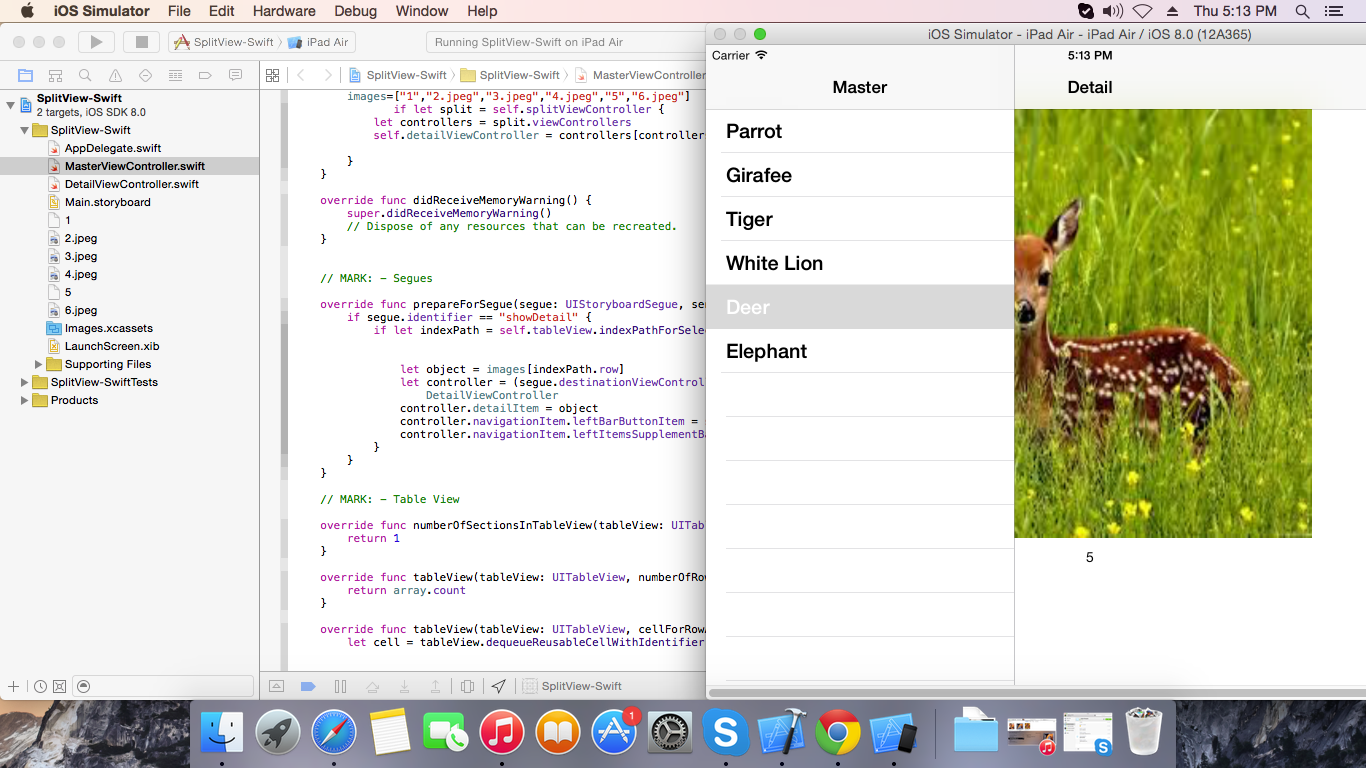 iOS Simulator File Edit Hardware Debug Window Help Thu 5:13 PM
SplitView-Swift iPad Air
Running SplitView-Swift on iPad Air
SplitView-Swift SplitView-Swift MasterViewController
SplitView-Swift
2 targets, iOS SDK 8.0
SplitView-Swift
AppDelegate.swift
MasterViewController.swift
DetailViewController.swift
Main.storyboard
1
2.jpeg
3.jpeg
4.jpeg
5
6.jpeg
Images.xcassets
LaunchScreen.xib
Supporting Files
SplitView-SwiftTests
Products
images=["1","2.jpeg","3.jpeg","4.jpeg","5","6.jpeg"]
if let split = self.splitViewController {
let controllers = split.viewControllers
self.detailViewController = controllers[controller
}
}
override func didReceiveMemoryWarning() {
super.didReceiveMemoryWarning()
// Dispose of any resources that can be recreated.
}
// MARK: - Segues
override func prepareForSegue(segue: UIStoryboardSegue, se
if segue.identifier == "showDetail" {
if let indexPath = self.tableView.indexPathForSele
let object = images[indexPath.row]
let controller = (segue.destinationViewControl
DetailViewController
controller.detailItem = object
controller.navigationItem.leftBarButtonItem =
controller.navigationItem.leftItemsSupplementBa
}
}
}
// MARK: - Table View
override func numberOfSectionsInTableView(tableView: UITab
return 1
}
override func tableView(tableView: UITableView, numberOfRow
return array.count
}
override func tableView(tableView: UITableView, cellForRowA
let cell = tableView.dequeueReusableCellWithIdentifier
SplitView-Swift
iOS Simulator - iPad Air - iPad Air / iOS 8.0 (12A365)
Carrier 5:13 PM
Master Detail
Parrot
Girafee
Tiger
White Lion
Deer
Elephant
5
1